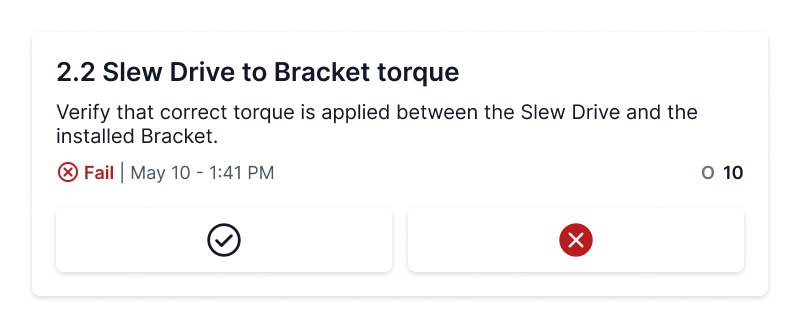 2.2 Slew Drive to Bracket torque
Verify that correct torque is applied between the Slew Drive and the
installed Bracket.
Fail | May 10 - 1:41 PM O 10